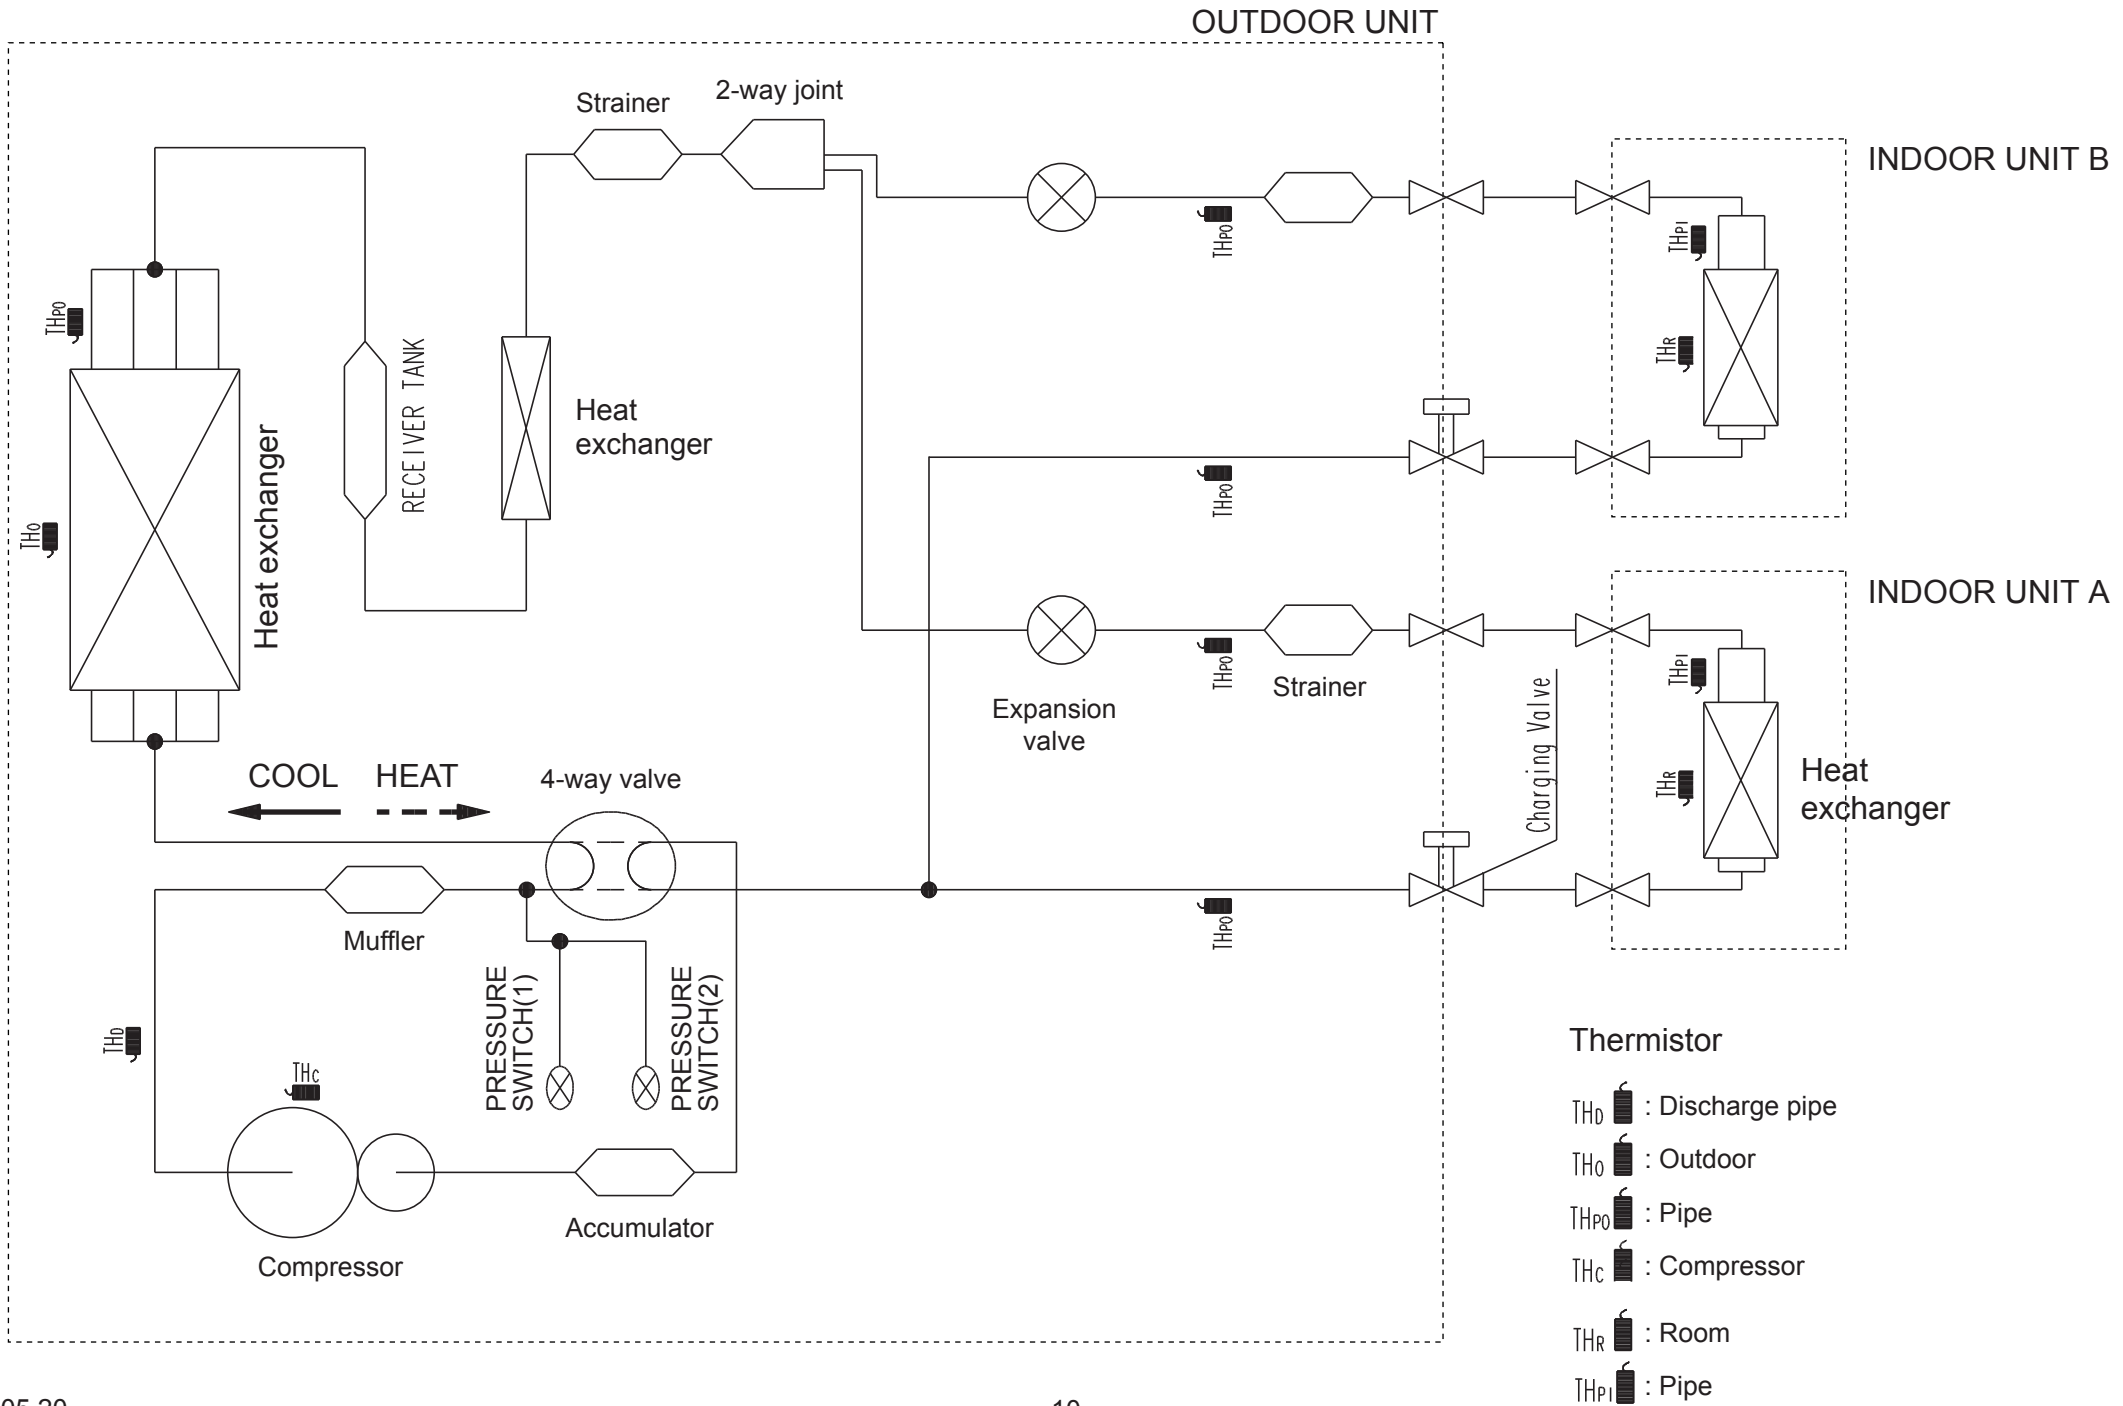 OUTDOOR UNIT
Strainer
2-way joint
INDOOR UNIT B
THPO
THPI
THPO
THR
RECEIVER TANK
Heat
exchanger
Heat exchanger
THO
THPO
INDOOR UNIT A
THPO
THPI
Strainer
Expansion
valve
Charging Valve
COOL
HEAT
4-way valve
THR
Heat
exchanger
Muffler
THPO
PRESSURE
SWITCH(1)
PRESSURE
SWITCH(2)
THD
THC
Accumulator
Compressor
Thermistor
THD : Discharge pipe
THO : Outdoor
THPO : Pipe
THC : Compressor
THR : Room
THPI : Pipe